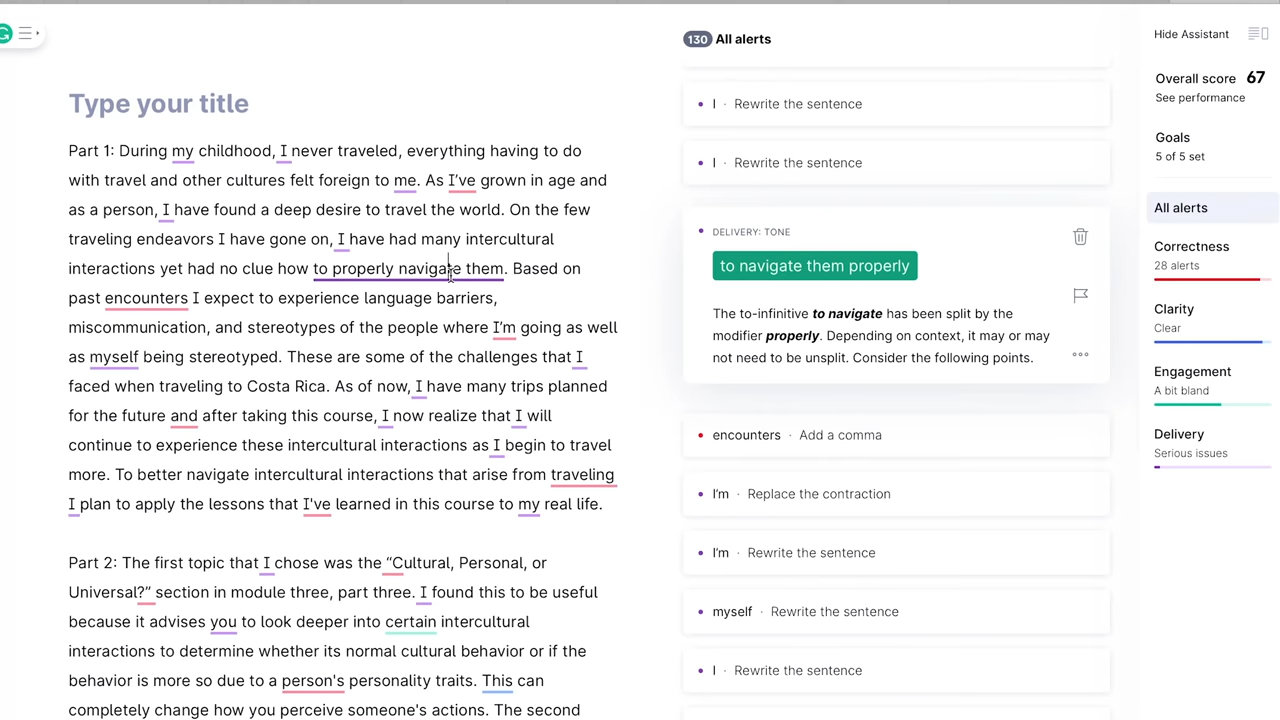 Type your title
Part 1: During my childhood, I never traveled, everything having to do
with travel and other cultures felt foreign to me. As I’ve grown in age and
as a person, I have found a deep desire to travel the world. On the few
traveling endeavors I have gone on, I have had many intercultural
interactions yet had no clue how to properly navigate them. Based on
past encounters I expect to experience language barriers,
miscommunication, and stereotypes of the people where I’m going as well
as myself being stereotyped. These are some of the challenges that I
faced when traveling to Costa Rica. As of now, I have many trips planned
for the future and after taking this course, I now realize that I will
continue to experience these intercultural interactions as I begin to travel
more. To better navigate intercultural interactions that arise from traveling
I plan to apply the lessons that I've learned in this course to my real life.
Part 2: The first topic that I chose was the “Cultural, Personal, or
Universal?” section in module three, part three. I found this to be useful
because it advises you to look deeper into certain intercultural
interactions to determine whether its normal cultural behavior or if the
behavior is more so due to a person's personality traits. This can
completely change how you perceive someone's actions. The second
130 All alerts
I · Rewrite the sentence
I · Rewrite the sentence
DELIVERY: TONE
to navigate them properly
The to-infinitive to navigate has been split by the
modifier properly. Depending on context, it may or may
not need to be unsplit. Consider the following points.
encounters · Add a comma
I’m · Replace the contraction
I’m · Rewrite the sentence
myself · Rewrite the sentence
I · Rewrite the sentence
Hide Assistant
Overall score 67
See performance
Goals
5 of 5 set
All alerts
Correctness
28 alerts
Clarity
Clear
Engagement
A bit bland
Delivery
Serious issues